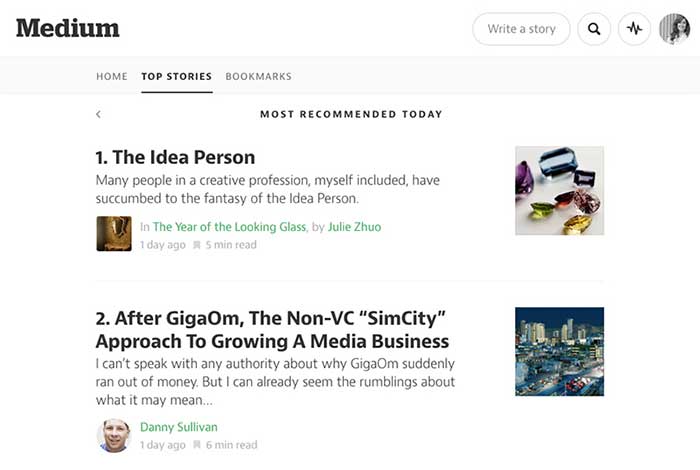 Medium
Write a story
HOME TOP STORIES BOOKMARKS
MOST RECOMMENDED TODAY
1. The Idea Person
Many people in a creative profession, myself included, have
succumbed to the fantasy of the Idea Person.
In The Year of the Looking Glass, by Julie Zhuo
1 day ago 5 min read
2. After GigaOm, The Non-VC “SimCity”
Approach To Growing A Media Business
I can’t speak with any authority about why GigaOm suddenly
ran out of money. But I can already seem the rumblings about
what it may mean...
Danny Sullivan
1 day ago 6 min read